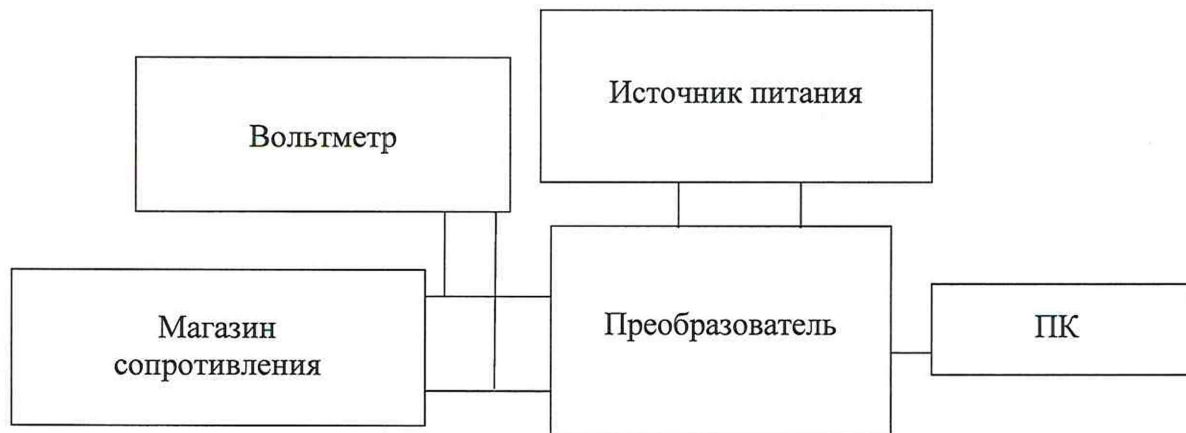 Источник питания
Вольтметр
Магазин
сопротивления
Преобразователь
ПК